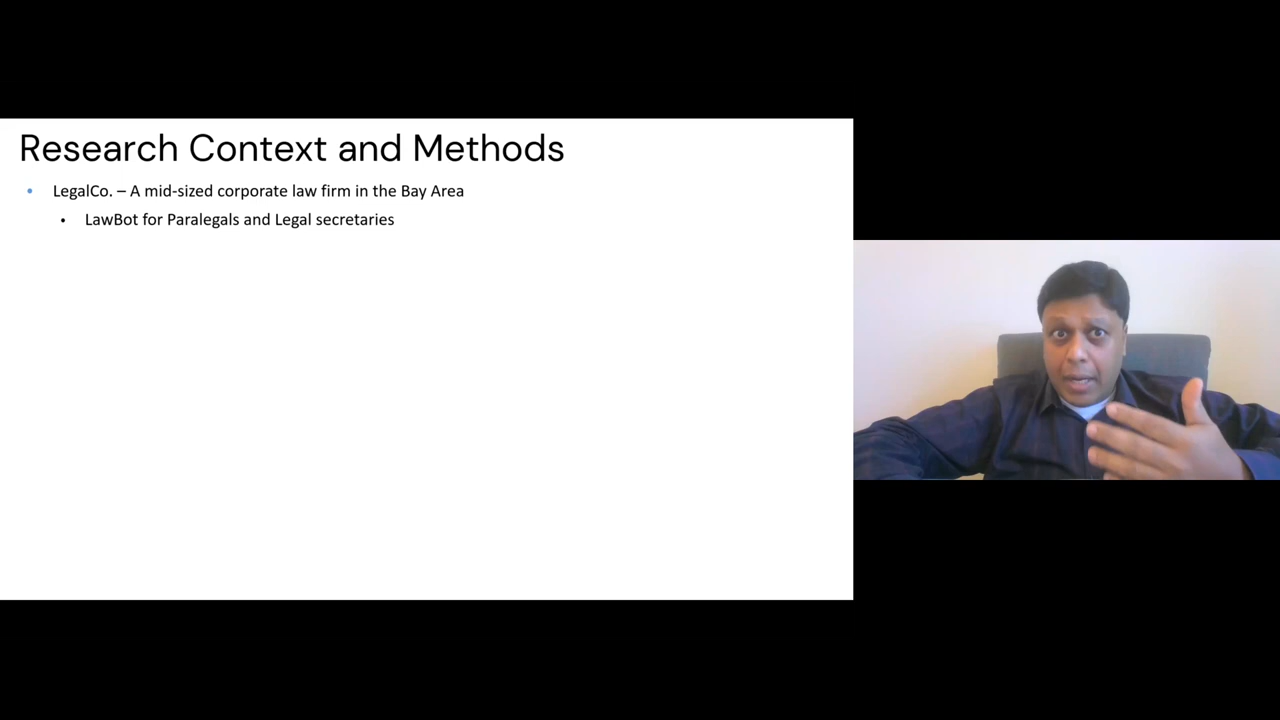 Research Context and Methods
• LegalCo. – A mid-sized corporate law firm in the Bay Area
• LawBot for Paralegals and Legal secretaries